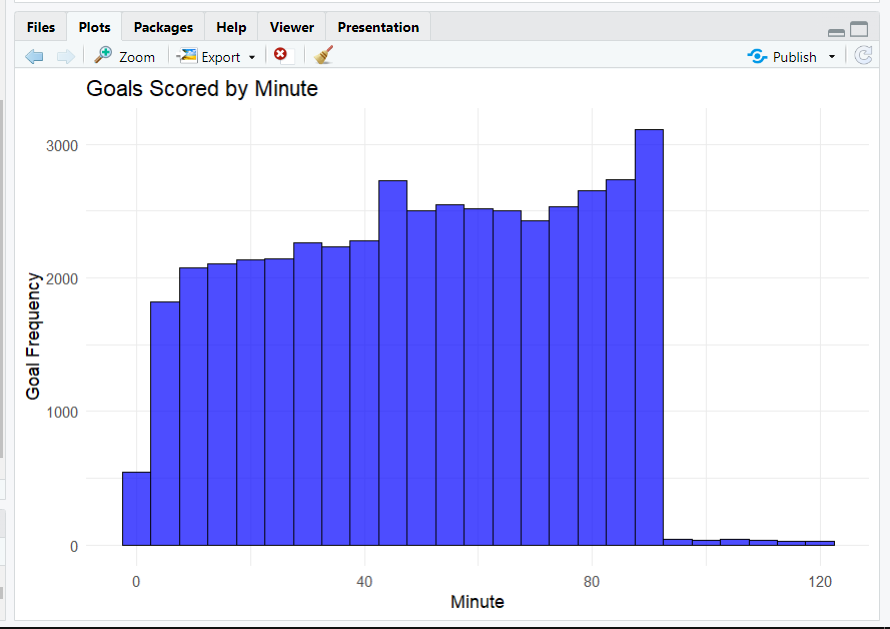 Files Plots Packages Help Viewer Presentation
Zoom Export Publish
Goals Scored by Minute
3000
2000
1000
0
Goal Frequency
0 40 80 120
Minute